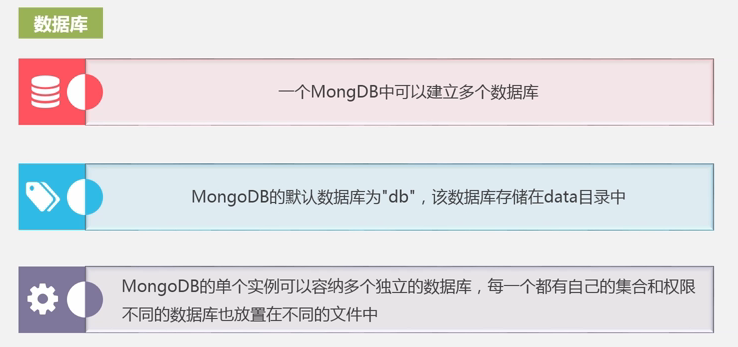 数据库
一个MongDB中可以建立多个数据库
MongoDB的默认数据库为"db"，该数据库存储在data目录中
MongoDB的单个实例可以容纳多个独立的数据库，每一个都有自己的集合和权限
不同的数据库也放置在不同的文件中